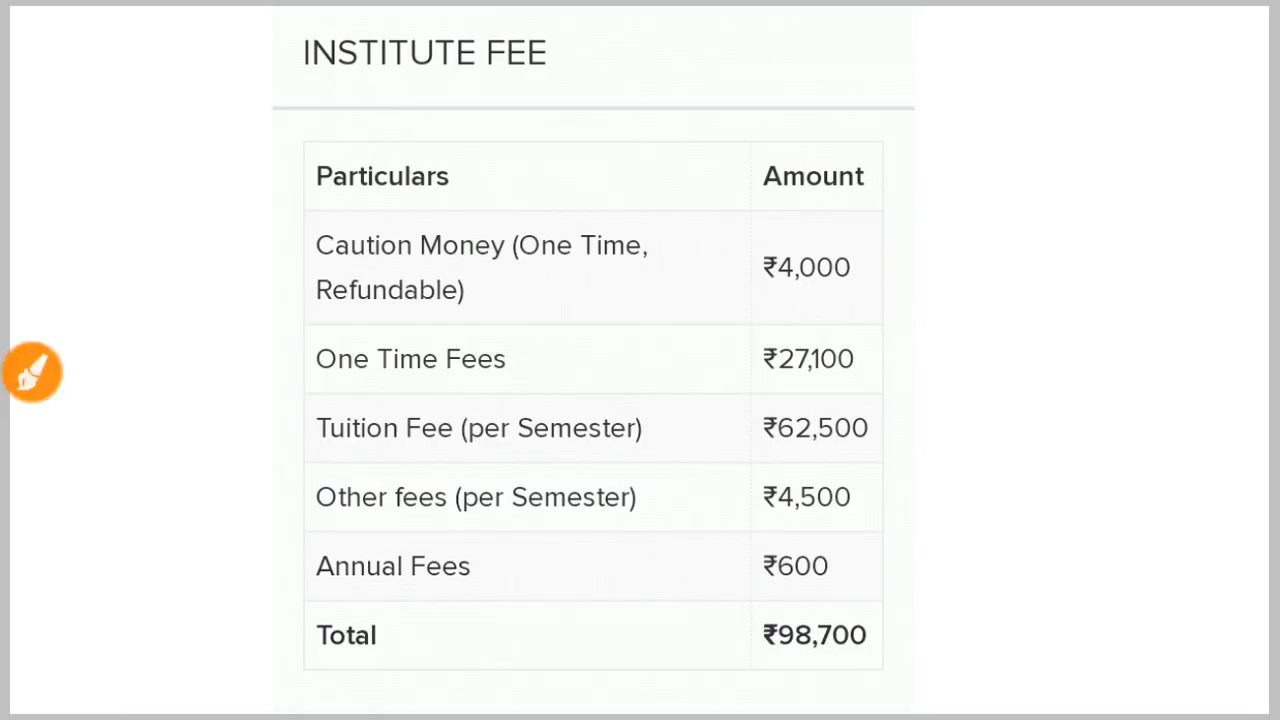 INSTITUTE FEE
Particulars Amount
Caution Money (One Time,
Refundable) ₹4,000
One Time Fees ₹27,100
Tuition Fee (per Semester) ₹62,500
Other fees (per Semester) ₹4,500
Annual Fees ₹600
Total ₹98,700